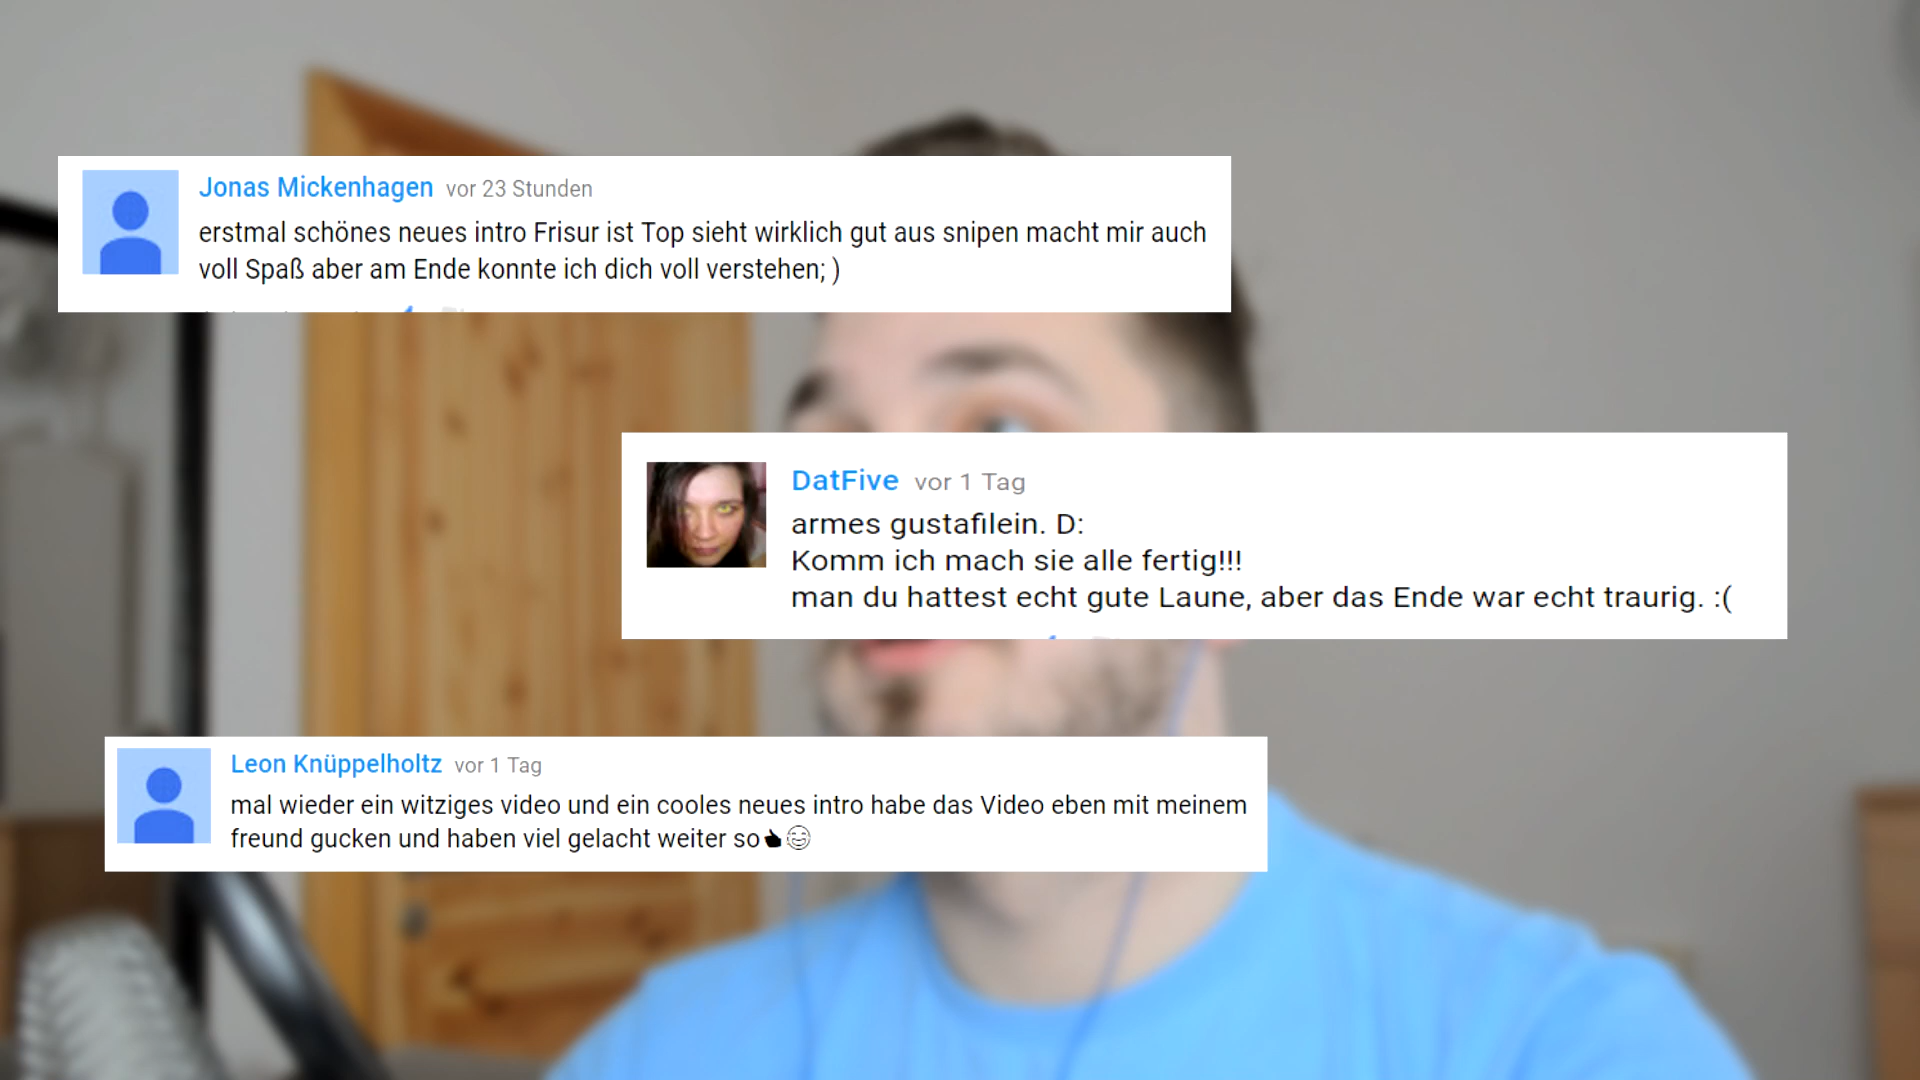 Jonas Mickenhagen vor 23 Stunden
erstmal schönes neues intro Frisur ist Top sieht wirklich gut aus snipen macht mir auch
voll Spaß aber am Ende konnte ich dich voll verstehen; )
DatFive vor 1 Tag
armes gustafilein. D:
Komm ich mach sie alle fertig!!!
man du hattest echt gute Laune, aber das Ende war echt traurig. :(
Leon Knüppelholtz vor 1 Tag
mal wieder ein witziges video und ein cooles neues intro habe das Video eben mit meinem
freund gucken und haben viel gelacht weiter so👍😊